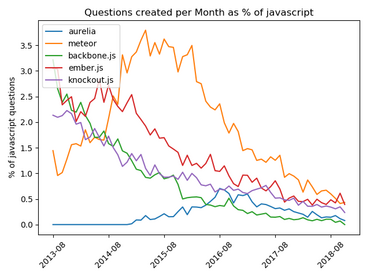 Questions created per Month as % of javascript
% of javascript questions
3.5
3.0
2.5
2.0
1.5
1.0
0.5
0.0
aurelia
meteor
backbone.js
ember.js
knockout.js
2013-08
2014-08
2015-08
2016-08
2017-08
2018-08